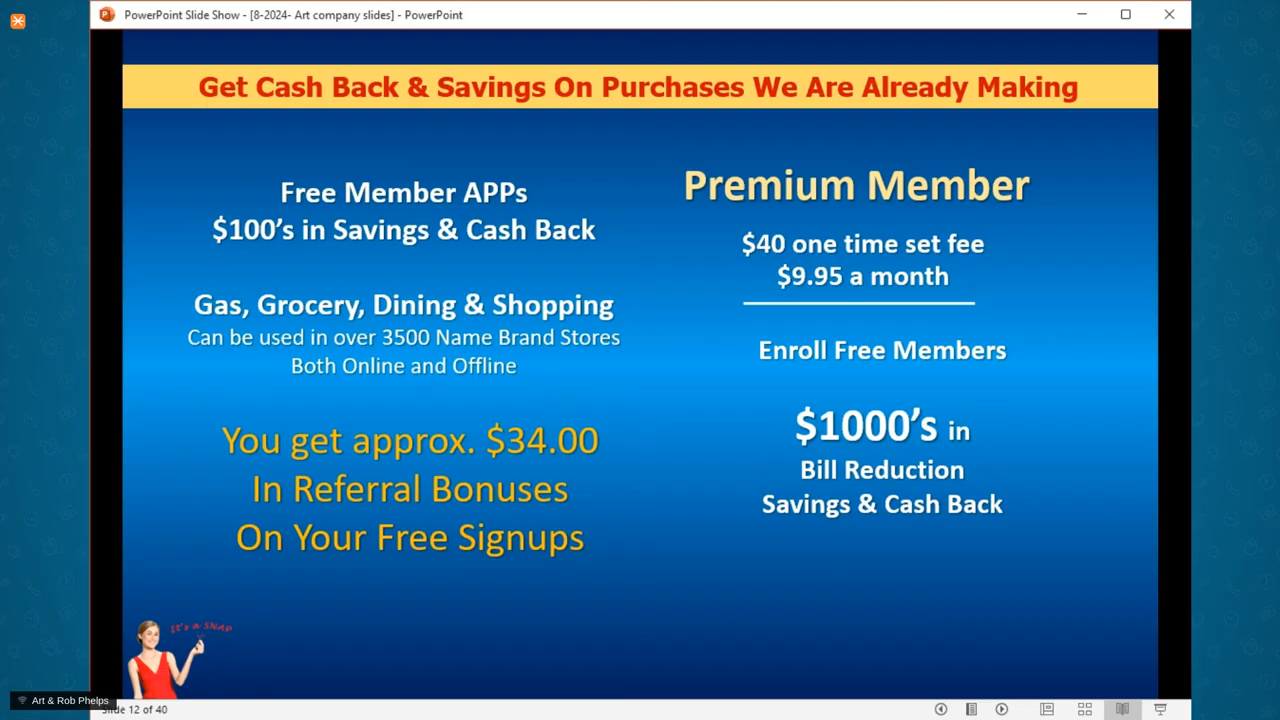 PowerPoint Slide Show - [8-2024- Art company slides] - PowerPoint
Get Cash Back & Savings On Purchases We Are Already Making
Free Member APPs
$100's in Savings & Cash Back
Gas, Grocery, Dining & Shopping
Can be used in over 3500 Name Brand Stores
Both Online and Offline
You get approx. $34.00
In Referral Bonuses
On Your Free Signups
Premium Member
$40 one time set fee
$9.95 a month
Enroll Free Members
$1000's in
Bill Reduction
Savings & Cash Back
It's a SNAP
Art & Rob Phelps
Slide 12 of 40